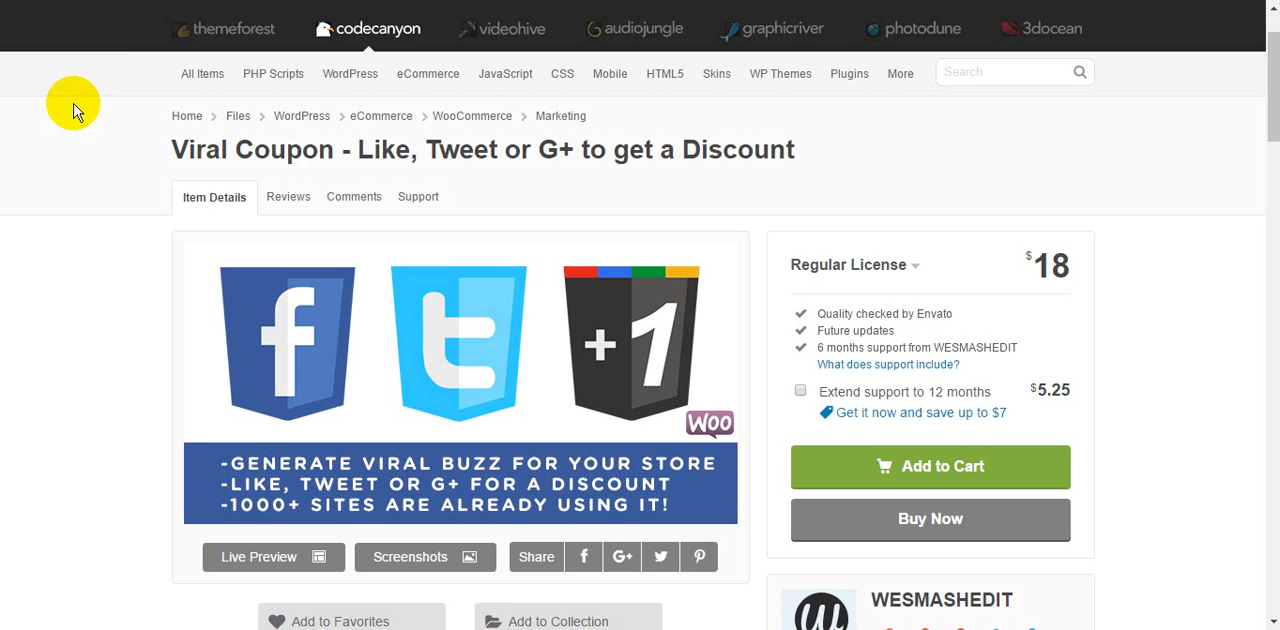 themeforest codecanyon videohive audiojungle graphicriver photodune 3docean
All Items PHP Scripts WordPress eCommerce JavaScript CSS Mobile HTML5 Skins WP Themes Plugins More Search
Home Files WordPress eCommerce WooCommerce Marketing
Viral Coupon - Like, Tweet or G+ to get a Discount
Item Details Reviews Comments Support
f t +1
Woo
-GENERATE VIRAL BUZZ FOR YOUR STORE
-LIKE, TWEET OR G+ FOR A DISCOUNT
-1000+ SITES ARE ALREADY USING IT!
Live Preview Screenshots Share f G+
Add to Favorites Add to Collection
Regular License $18
Quality checked by Envato
Future updates
6 months support from WESMASHEDIT
What does support include?
Extend support to 12 months $5.25
Get it now and save up to $7
Add to Cart
Buy Now
W WESMASHEDIT